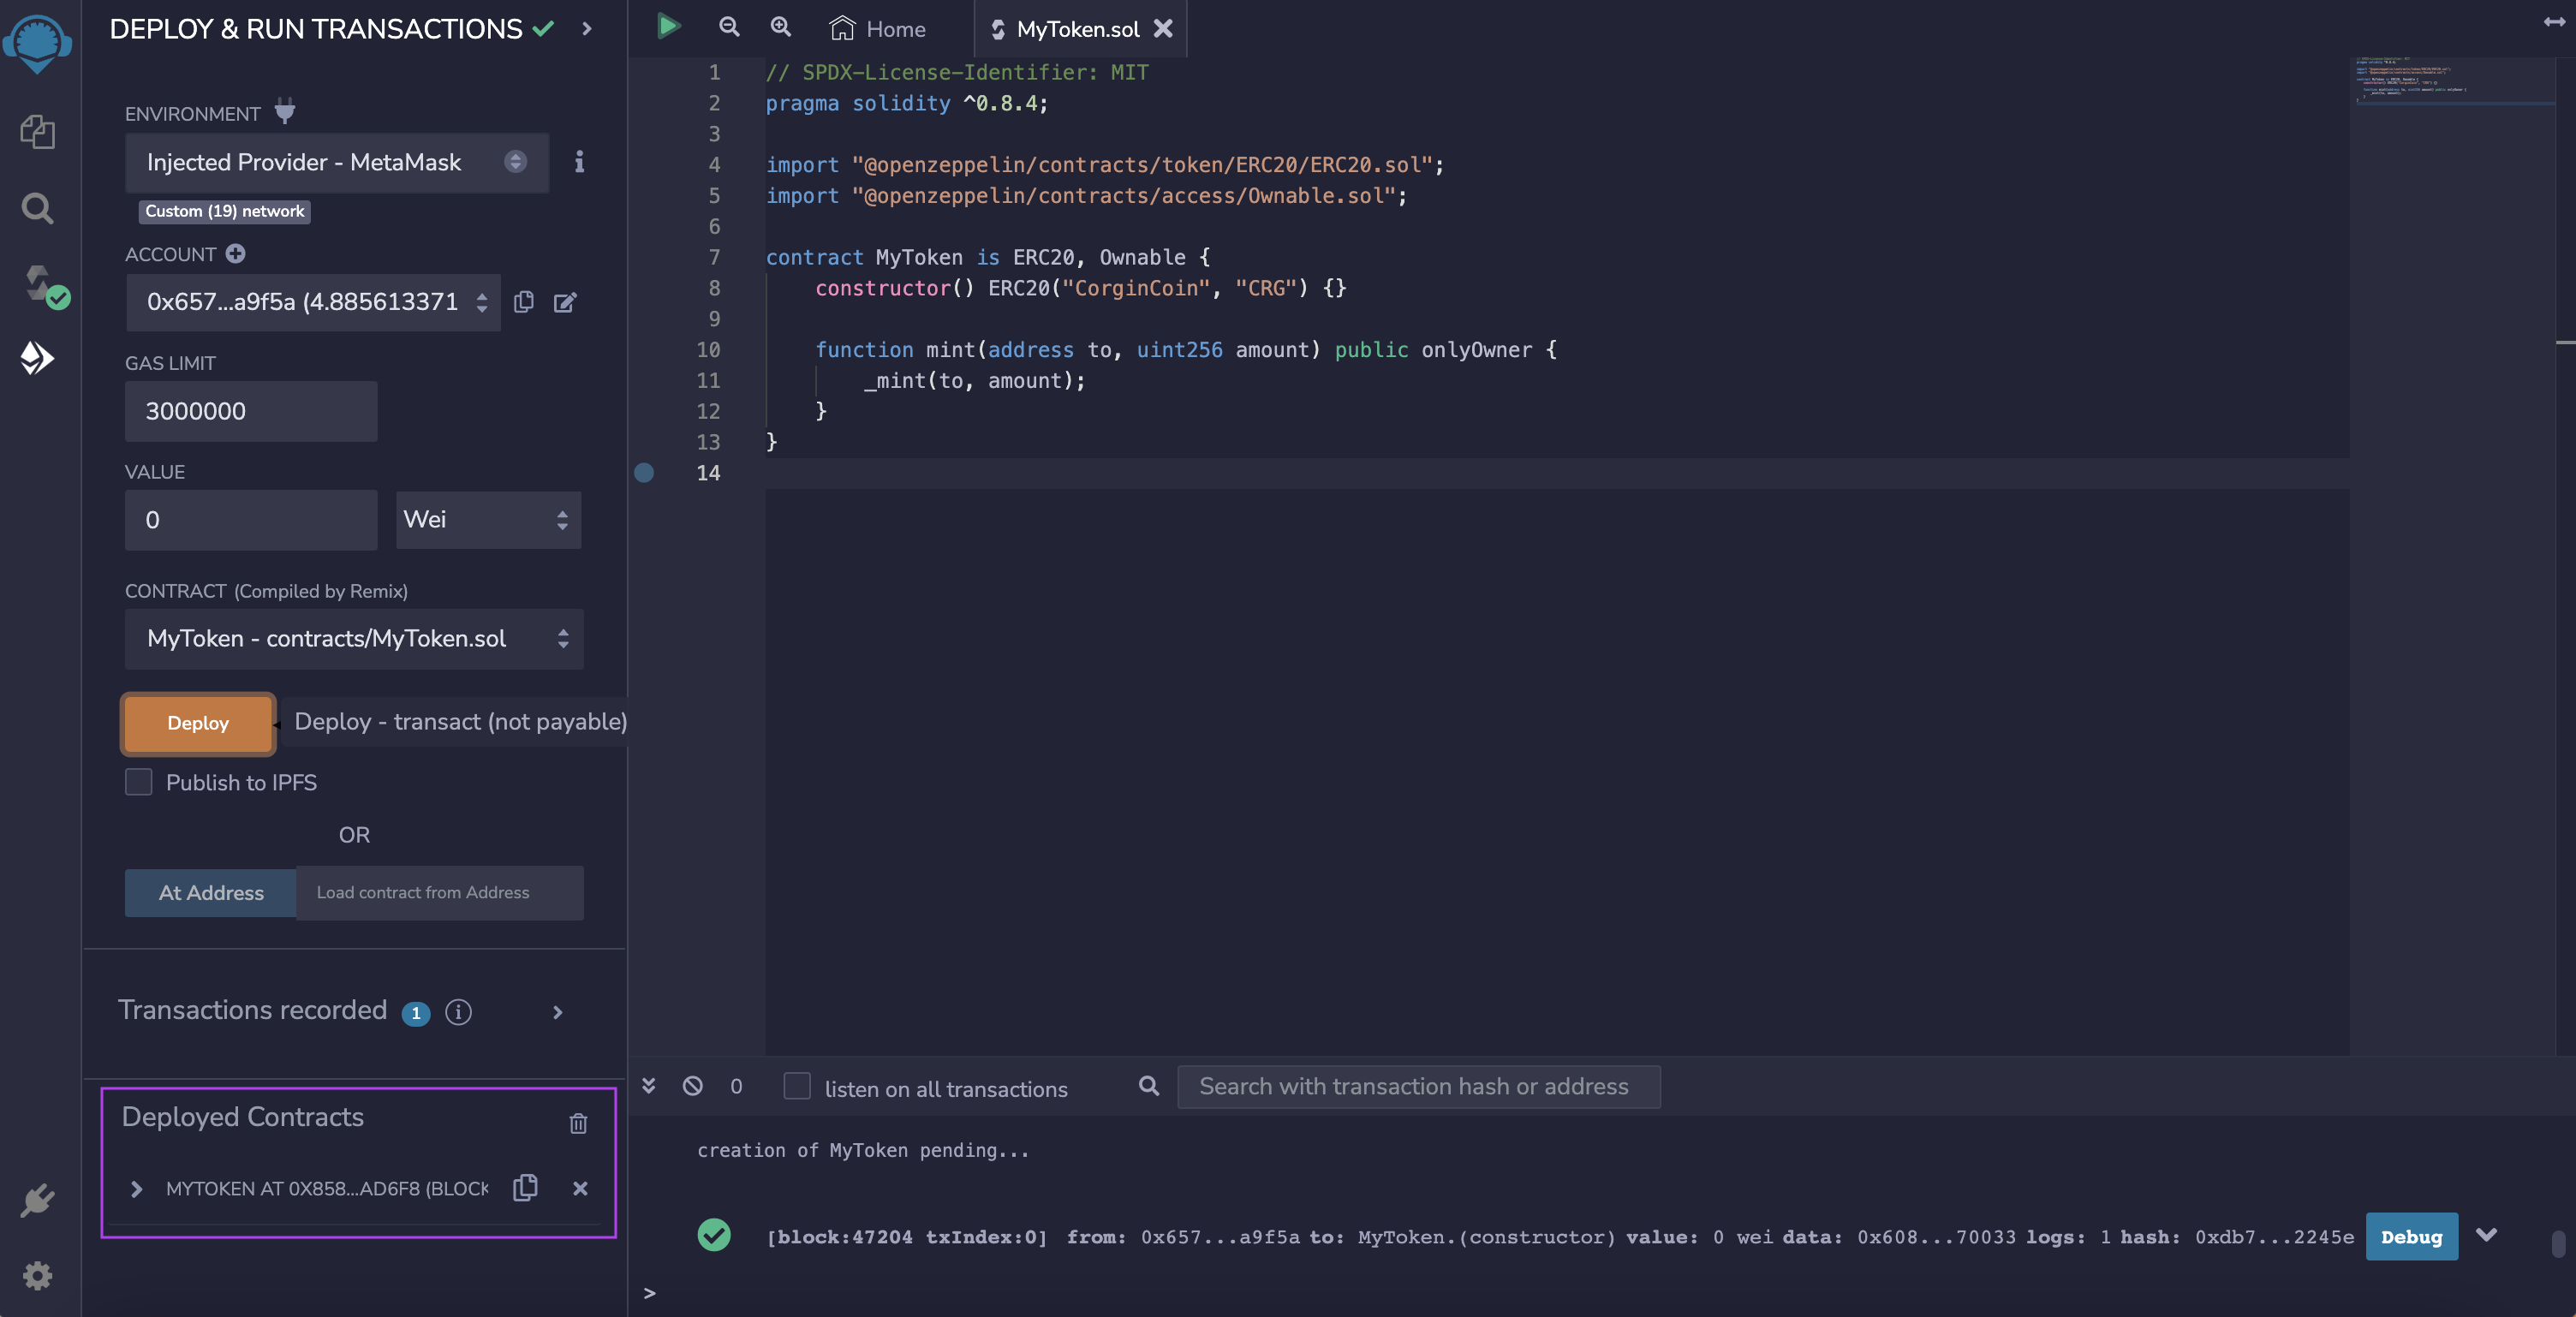 DEPLOY & RUN TRANSACTIONS
ENVIRONMENT
Injected Provider - MetaMask
Custom (19) network
ACCOUNT
0x657...a9f5a (4.885613371
GAS LIMIT
3000000
VALUE
0
Wei
CONTRACT (Compiled by Remix)
MyToken - contracts/MyToken.sol
Deploy
Deploy - transact (not payable)
Publish to IPFS
OR
At Address
Load contract from Address
Transactions recorded 1
Deployed Contracts
MYTOKEN AT 0X858...AD6F8 (BLOCK
Home
MyToken.sol
1 // SPDX-License-Identifier: MIT
2 pragma solidity ^0.8.4;
3
4 import "@openzeppelin/contracts/token/ERC20/ERC20.sol";
5 import "@openzeppelin/contracts/access/Ownable.sol";
6
7 contract MyToken is ERC20, Ownable {
8 constructor() ERC20("CorginCoin", "CRG") {}
9
10 function mint(address to, uint256 amount) public onlyOwner {
11 _mint(to, amount);
12 }
13 }
14
0
listen on all transactions
Search with transaction hash or address
creation of MyToken pending...
[block:47204 txIndex:0] from: 0x657...a9f5a to: MyToken.(constructor) value: 0 wei data: 0x608...70033 logs: 1 hash: 0xdb7...2245e
Debug
>